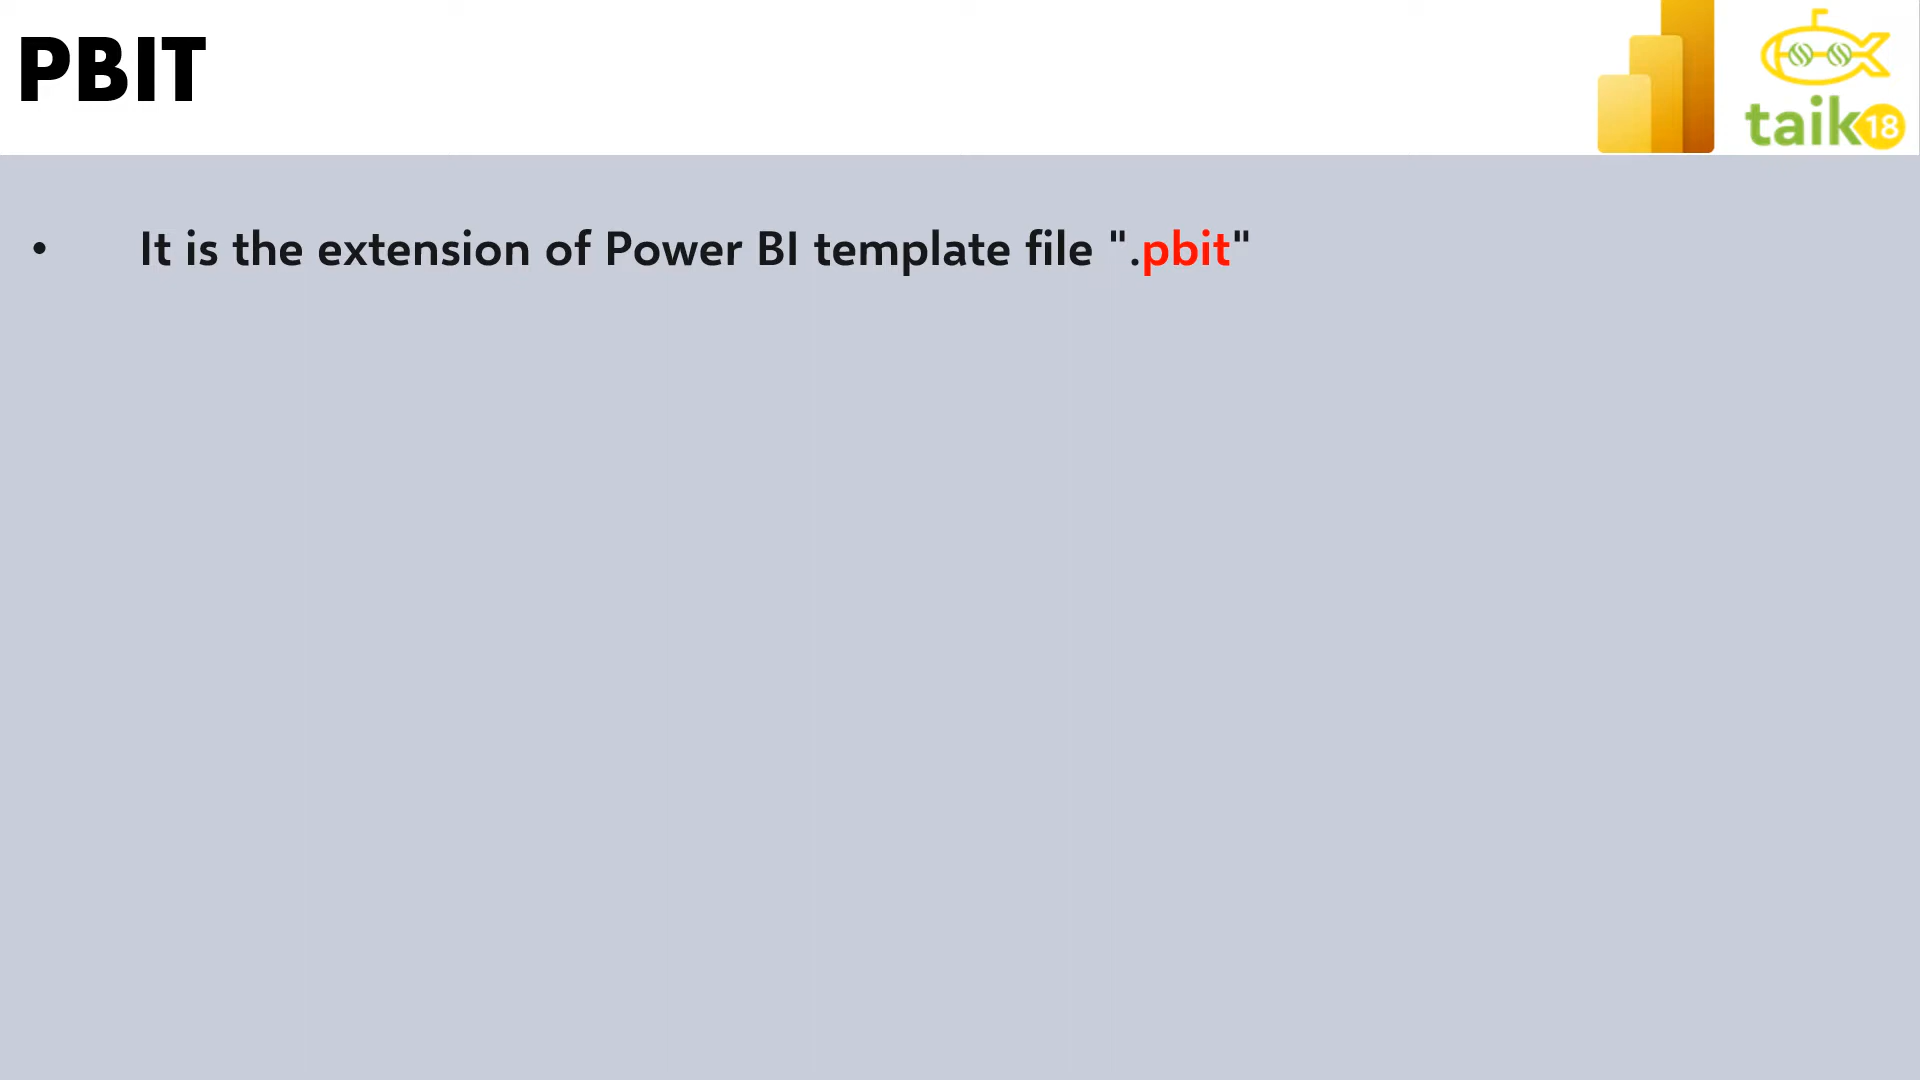 PBIT
taik18
• It is the extension of Power BI template file ".pbit"